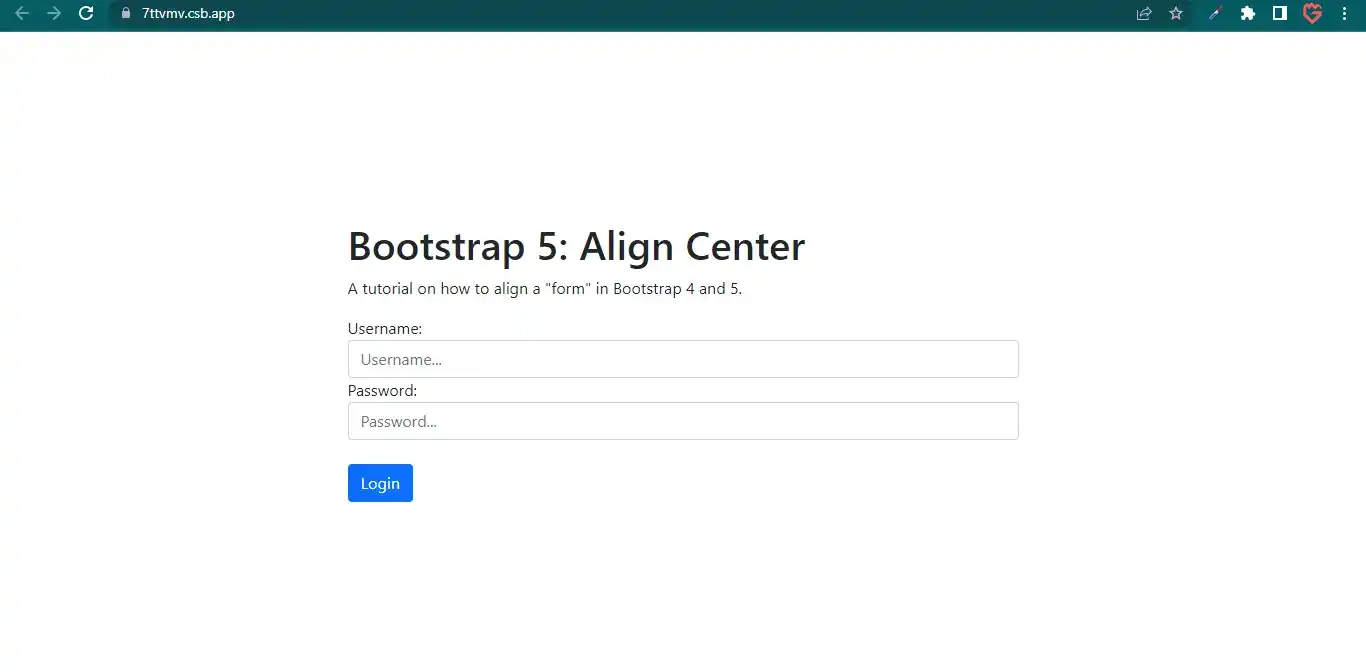 7ttvmv.csb.app
Bootstrap 5: Align Center
A tutorial on how to align a "form" in Bootstrap 4 and 5.
Username:
Username...
Password:
Password...
Login